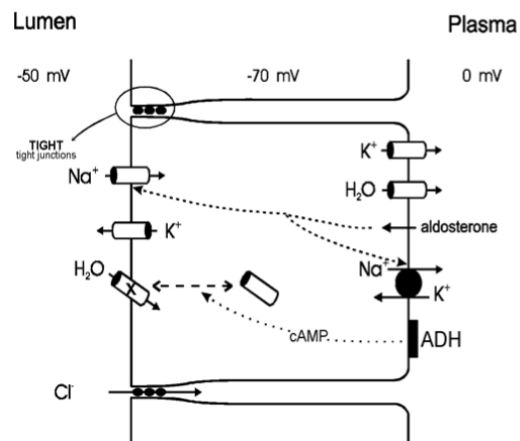 Lumen
Plasma
-50 mV
-70 mV
0 mV
TIGHT
tight junctions
K⁺
Na⁺
H₂O
aldosterone
K⁺
H₂O
Na⁺
K⁺
cAMP
ADH
Cl⁻